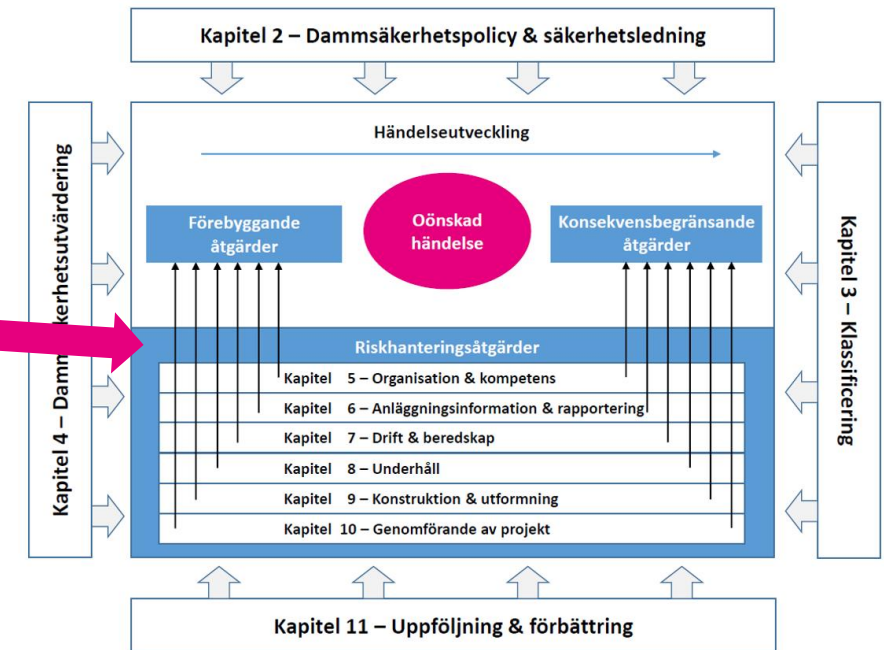 Kapitel 2 – Dammsäkerhetspolicy & säkerhetsledning
Händelseutveckling
Förebyggande
åtgärder
Oönskad
händelse
Konsekvensbegränsande
åtgärder
Kapitel 4 – Damm kerhetsutvärdering
Kapitel 3 – Klassificering
Riskhanteringsåtgärder
Kapitel 5 – Organisation & kompetens
Kapitel 6 – Anläggningsinformation & rapportering
Kapitel 7 – Drift & beredskap
Kapitel 8 – Underhåll
Kapitel 9 – Konstruktion & utformning
Kapitel 10 – Genomförande av projekt
Kapitel 11 – Uppföljning & förbättring